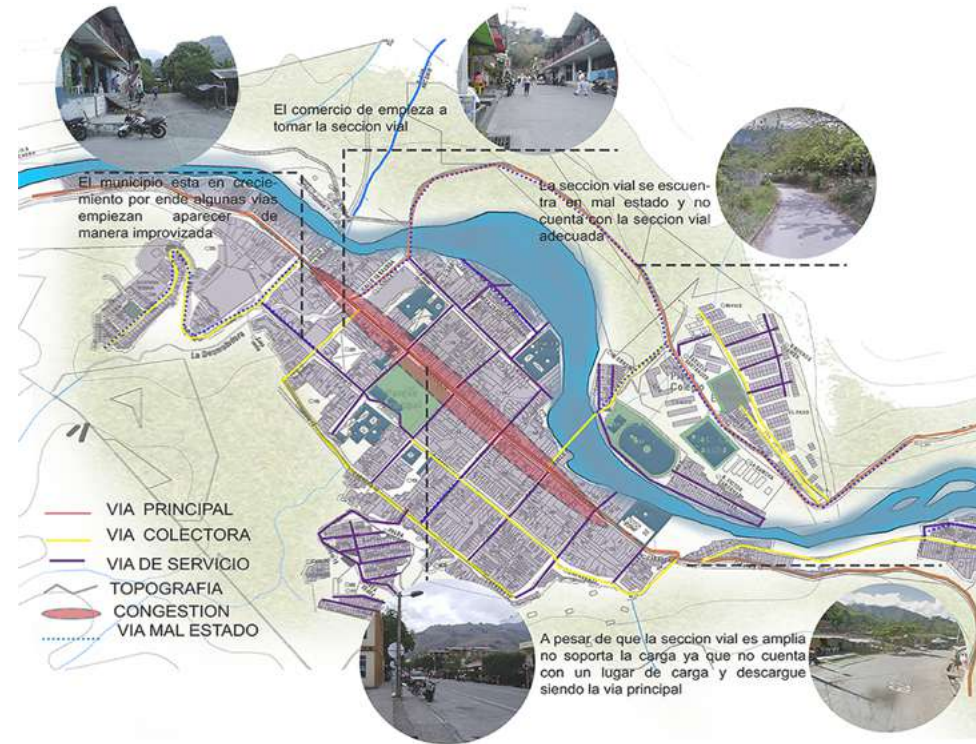 El comercio de empieza a
tomar la seccion vial
El municipio esta en crecie-
miento por ende algunas vias
empiezan aparecer de
manera improvizada
La seccion vial se escuen-
tra en mal estado y no
cuenta con la seccion vial
adecuada
La Desmotadora
Colegio
VIA PRINCIPAL
VIA COLECTORA
VIA DE SERVICIO
TOPOGRAFIA
CONGESTION
VIA MAL ESTADO
A pesar de que la seccion vial es amplia
no soporta la carga ya que no cuenta
con un lugar de carga y descargue
siendo la via principal